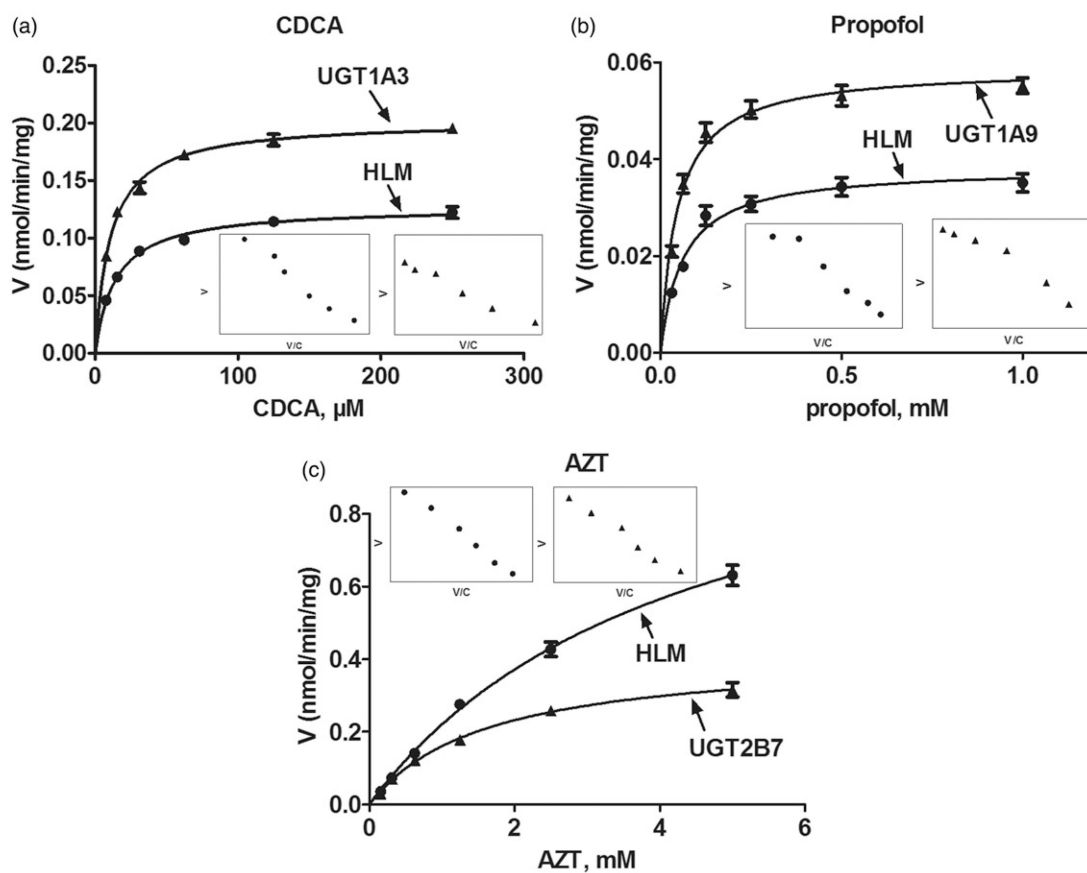 (a)
CDCA
V (nmol/min/mg)
0.25
0.20
0.15
0.10
0.05
0.00
UGT1A3
HLM
V
V/C
V
V/C
0
100
200
300
CDCA, µM
(b)
Propofol
V (nmol/min/mg)
0.06
0.04
0.02
0.00
UGT1A9
HLM
V
V/C
V
V/C
0.0
0.5
1.0
propofol, mM
(c)
AZT
V (nmol/min/mg)
0.8
0.6
0.4
0.2
0.0
V
V/C
V
V/C
HLM
UGT2B7
0
2
4
6
AZT, mM